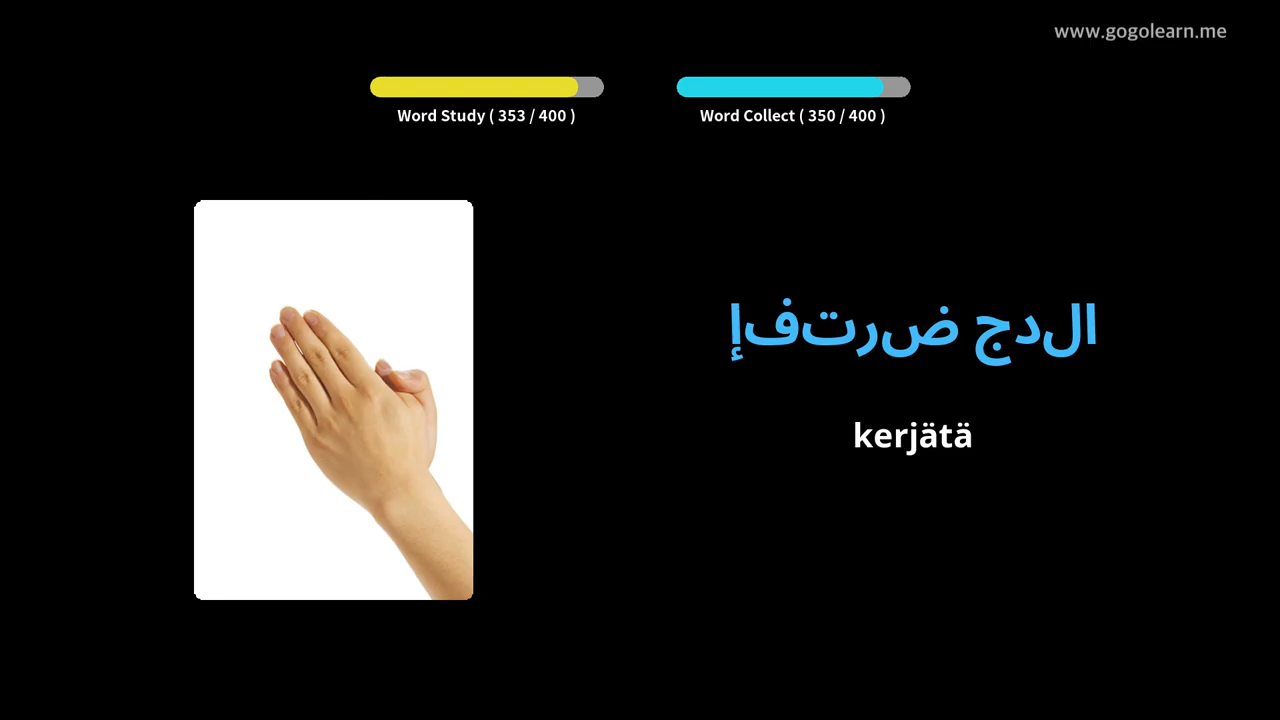 www.gogolearn.me
Word Study ( 353 / 400 )
Word Collect ( 350 / 400 )
الدج ضرتفإ
kerjätä